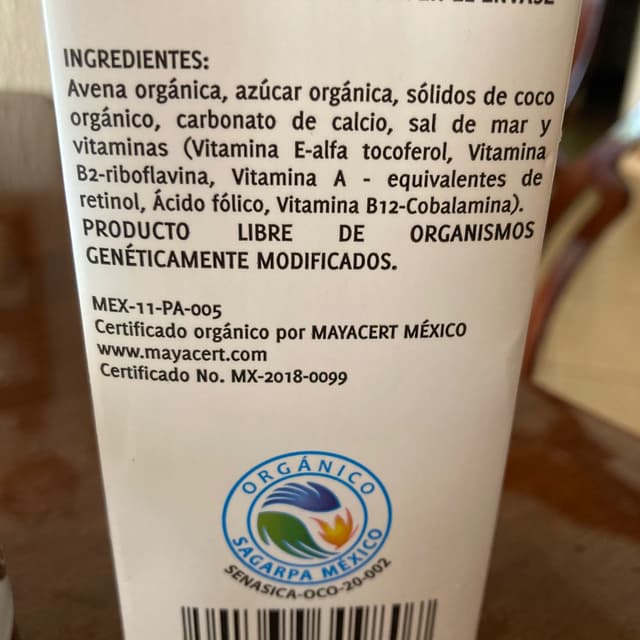 EN EL ENVASE
INGREDIENTES:
Avena orgánica, azúcar orgánica, sólidos de coco
orgánico, carbonato de calcio, sal de mar y
vitaminas (Vitamina E-alfa tocoferol, Vitamina
B2-riboflavina, Vitamina A - equivalentes de
retinol, Ácido fólico, Vitamina B12-Cobalamina).
PRODUCTO LIBRE DE ORGANISMOS
GENÉTICAMENTE MODIFICADOS.
MEX-11-PA-005
Certificado orgánico por MAYACERT MÉXICO
www.mayacert.com
Certificado No. MX-2018-0099
ORGÁNICO
SAGARPA MÉXICO
SENASICA-OCO-20-002